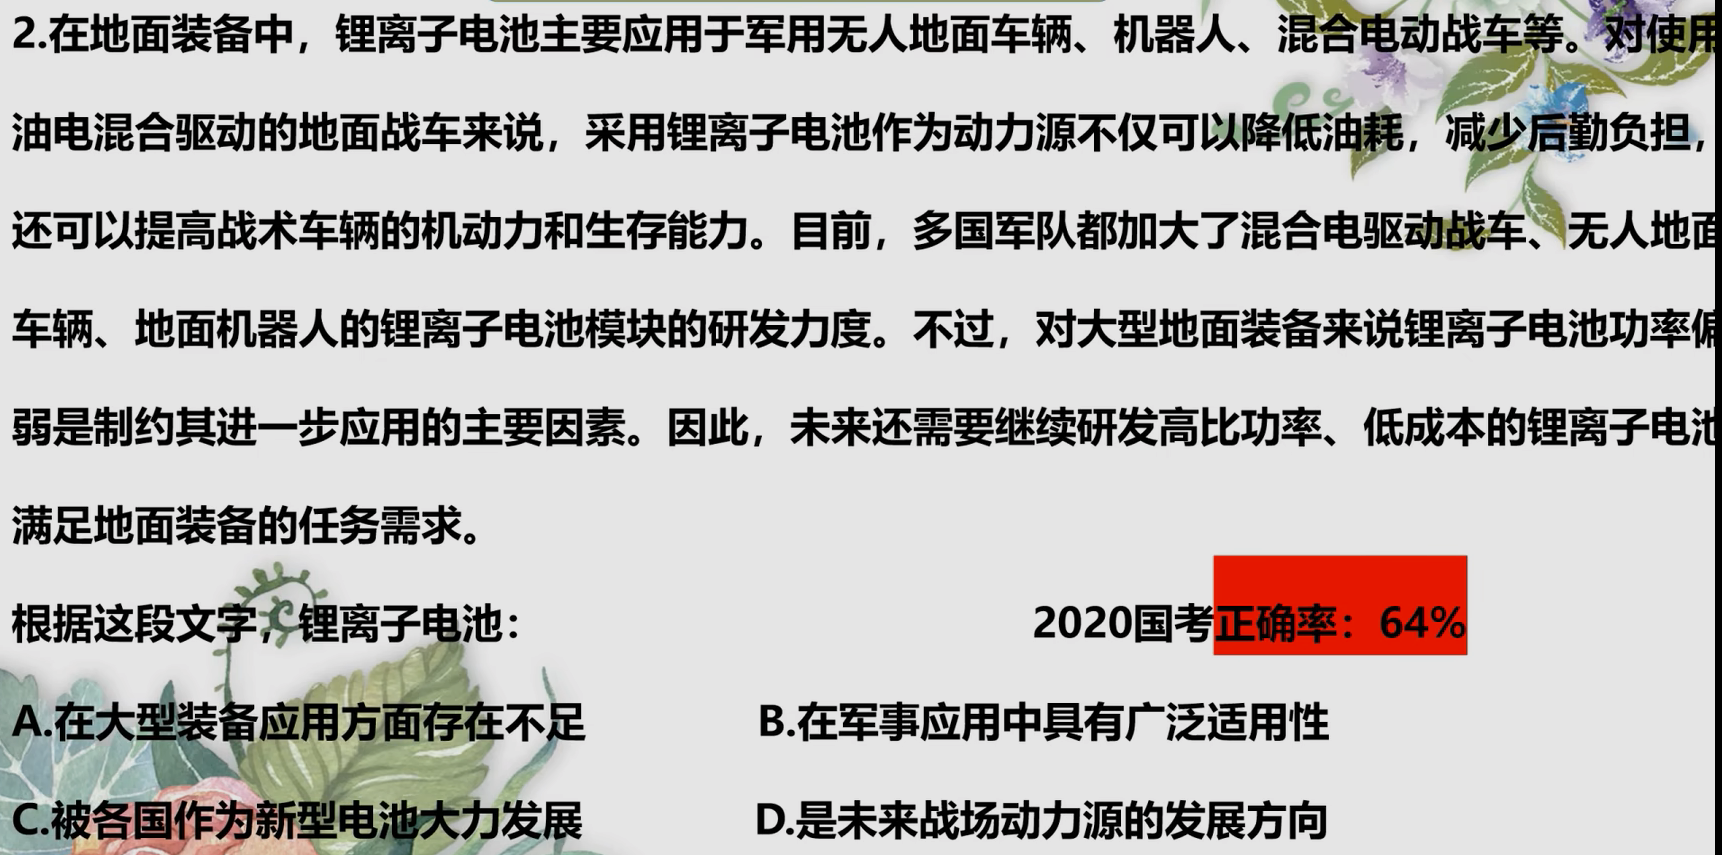 2.在地面装备中，锂离子电池主要应用于军用无人地面车辆、机器人、混合电动战车等。对使用
油电混合驱动的地面战车来说，采用锂离子电池作为动力源不仅可以降低油耗，减少后勤负担，
还可以提高战术车辆的机动力和生存能力。目前，多国军队都加大了混合电驱动战车、无人地面
车辆、地面机器人的锂离子电池模块的研发力度。不过，对大型地面装备来说锂离子电池功率偏
弱是制约其进一步应用的主要因素。因此，未来还需要继续研发高比功率、低成本的锂离子电池
满足地面装备的任务需求。
根据这段文字，锂离子电池： 2020国考正确率：64%
A.在大型装备应用方面存在不足 B.在军事应用中具有广泛适用性
C.被各国作为新型电池大力发展 D.是未来战场动力源的发展方向